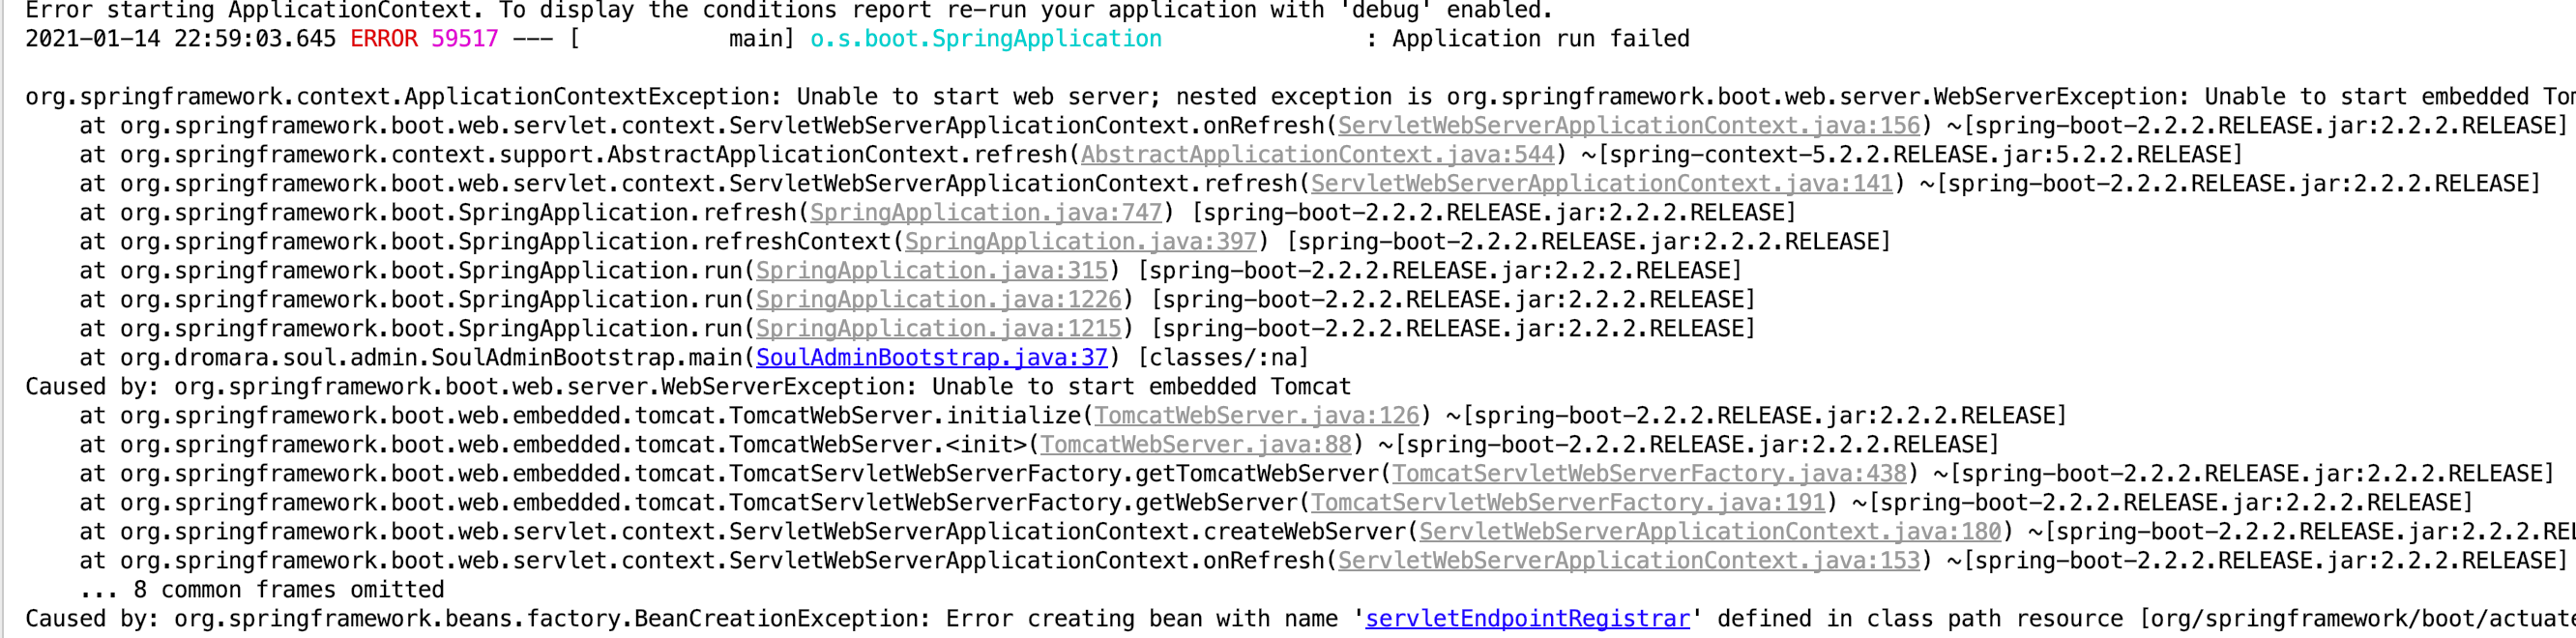 Error starting ApplicationContext. To display the conditions report re-run your application with 'debug' enabled.
2021-01-14 22:59:03.645 ERROR 59517 --- [           main] o.s.boot.SpringApplication               : Application run failed
org.springframework.context.ApplicationContextException: Unable to start web server; nested exception is org.springframework.boot.web.server.WebServerException: Unable to start embedded Tom
    at org.springframework.boot.web.servlet.context.ServletWebServerApplicationContext.onRefresh(ServletWebServerApplicationContext.java:156) ~[spring-boot-2.2.2.RELEASE.jar:2.2.2.RELEASE]
    at org.springframework.context.support.AbstractApplicationContext.refresh(AbstractApplicationContext.java:544) ~[spring-context-5.2.2.RELEASE.jar:5.2.2.RELEASE]
    at org.springframework.boot.web.servlet.context.ServletWebServerApplicationContext.refresh(ServletWebServerApplicationContext.java:141) ~[spring-boot-2.2.2.RELEASE.jar:2.2.2.RELEASE]
    at org.springframework.boot.SpringApplication.refresh(SpringApplication.java:747) [spring-boot-2.2.2.RELEASE.jar:2.2.2.RELEASE]
    at org.springframework.boot.SpringApplication.refreshContext(SpringApplication.java:397) [spring-boot-2.2.2.RELEASE.jar:2.2.2.RELEASE]
    at org.springframework.boot.SpringApplication.run(SpringApplication.java:315) [spring-boot-2.2.2.RELEASE.jar:2.2.2.RELEASE]
    at org.springframework.boot.SpringApplication.run(SpringApplication.java:1226) [spring-boot-2.2.2.RELEASE.jar:2.2.2.RELEASE]
    at org.springframework.boot.SpringApplication.run(SpringApplication.java:1215) [spring-boot-2.2.2.RELEASE.jar:2.2.2.RELEASE]
    at org.dromara.soul.admin.SoulAdminBootstrap.main(SoulAdminBootstrap.java:37) [classes/:na]
Caused by: org.springframework.boot.web.server.WebServerException: Unable to start embedded Tomcat
    at org.springframework.boot.web.embedded.tomcat.TomcatWebServer.initialize(TomcatWebServer.java:126) ~[spring-boot-2.2.2.RELEASE.jar:2.2.2.RELEASE]
    at org.springframework.boot.web.embedded.tomcat.TomcatWebServer.<init>(TomcatWebServer.java:88) ~[spring-boot-2.2.2.RELEASE.jar:2.2.2.RELEASE]
    at org.springframework.boot.web.embedded.tomcat.TomcatServletWebServerFactory.getTomcatWebServer(TomcatServletWebServerFactory.java:438) ~[spring-boot-2.2.2.RELEASE.jar:2.2.2.RELEASE]
    at org.springframework.boot.web.embedded.tomcat.TomcatServletWebServerFactory.getWebServer(TomcatServletWebServerFactory.java:191) ~[spring-boot-2.2.2.RELEASE.jar:2.2.2.RELEASE]
    at org.springframework.boot.web.servlet.context.ServletWebServerApplicationContext.createWebServer(ServletWebServerApplicationContext.java:180) ~[spring-boot-2.2.2.RELEASE.jar:2.2.2.REL
    at org.springframework.boot.web.servlet.context.ServletWebServerApplicationContext.onRefresh(ServletWebServerApplicationContext.java:153) ~[spring-boot-2.2.2.RELEASE.jar:2.2.2.RELEASE]
    ... 8 common frames omitted
Caused by: org.springframework.beans.factory.BeanCreationException: Error creating bean with name 'servletEndpointRegistrar' defined in class path resource [org/springframework/boot/actuat